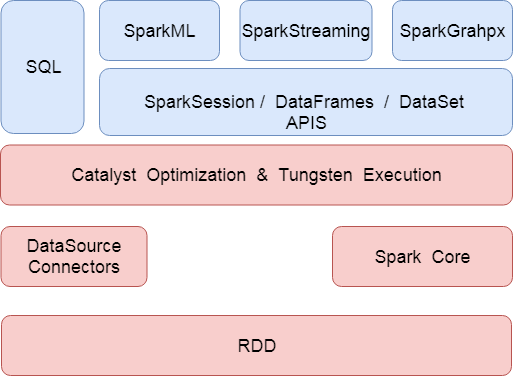 SQL
SparkML
SparkStreaming
SparkGrahpx
SparkSession / DataFrames / DataSet
APIS
Catalyst Optimization & Tungsten Execution
DataSource
Connectors
Spark Core
RDD